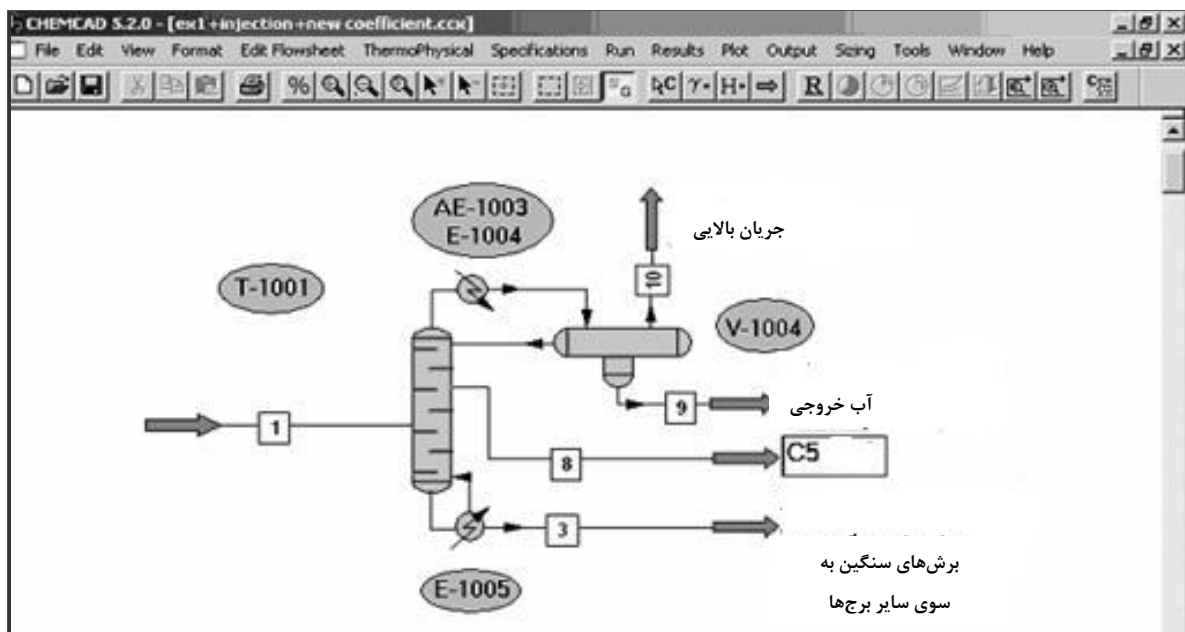 CHEMCAD 5.2.0 - [ex1+injection+new coefficient.ccx]
File Edit View Format Edit Flowsheet ThermoPhysical Specifications Run Results Plot Output Sizing Tools Window Help
AE-1003
E-1004
جریان بالایی
10
T-1001
V-1004
آب خروجی
9
1
C5
8
3
برش‌های سنگین به
سوی سایر برج‌ها
E-1005